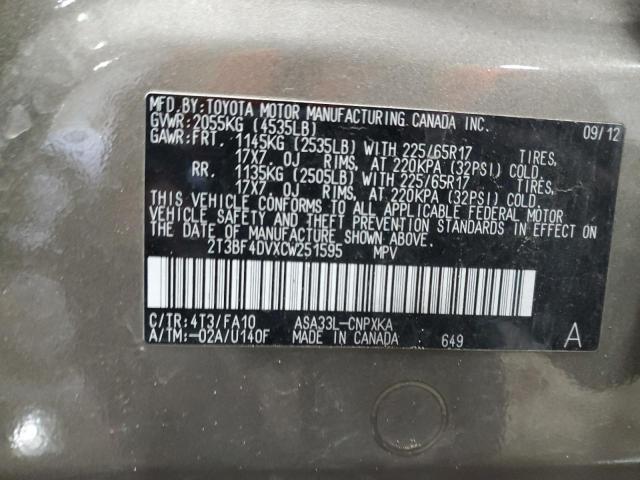 MFD.BY:TOYOTA MOTOR MANUFACTURING CANADA INC.
GVWR:2055KG (4535LB) 09/12
GAWR:FRT. 1145KG (2535LB) WITH 225/65R17 TIRES,
17X7. 0J RIMS, AT 220KPA (32PSI) COLD.
RR. 1135KG (2505LB) WITH 225/65R17 TIRES,
17X7. 0J RIMS, AT 220KPA (32PSI) COLD.
THIS VEHICLE CONFORMS TO ALL APPLICABLE FEDERAL MOTOR
VEHICLE SAFETY AND THEFT PREVENTION STANDARDS IN EFFECT ON
THE DATE OF MANUFACTURE SHOWN ABOVE.
2T3BF4DVXCW251595 MPV
C/TR:4T3/FA10 ASA33L-CNPXKA
A/TM:-02A/U140F MADE IN CANADA 649 A